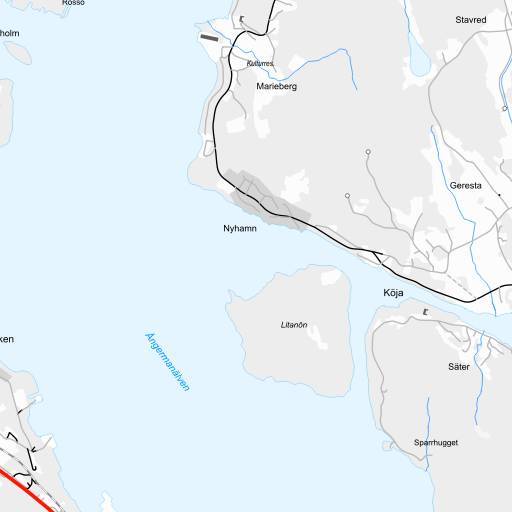 Rosso
Stavred
holm
Kulturres.
Marieberg
Geresta
Nyhamn
Köja
Litanön
Ångermanälven
ken
Säter
Sparrhugget